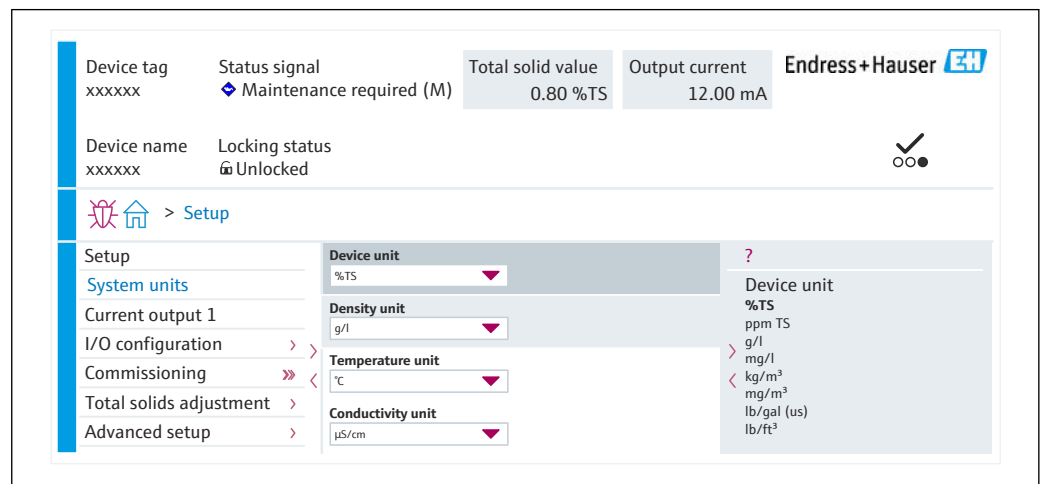 Device tag
xxxxxx
Status signal
Maintenance required (M)
Total solid value
0.80 %TS
Output current
12.00 mA
Endress+Hauser EH
Device name
xxxxxx
Locking status
Unlocked
> Setup
Setup
System units
Current output 1
I/O configuration >
Commissioning >>
Total solids adjustment >
Advanced setup >
>
<
Device unit
%TS
Density unit
g/l
Temperature unit
°C
Conductivity unit
µS/cm
>
<
?
Device unit
%TS
ppm TS
g/l
mg/l
kg/m³
mg/m³
lb/gal (us)
lb/ft³